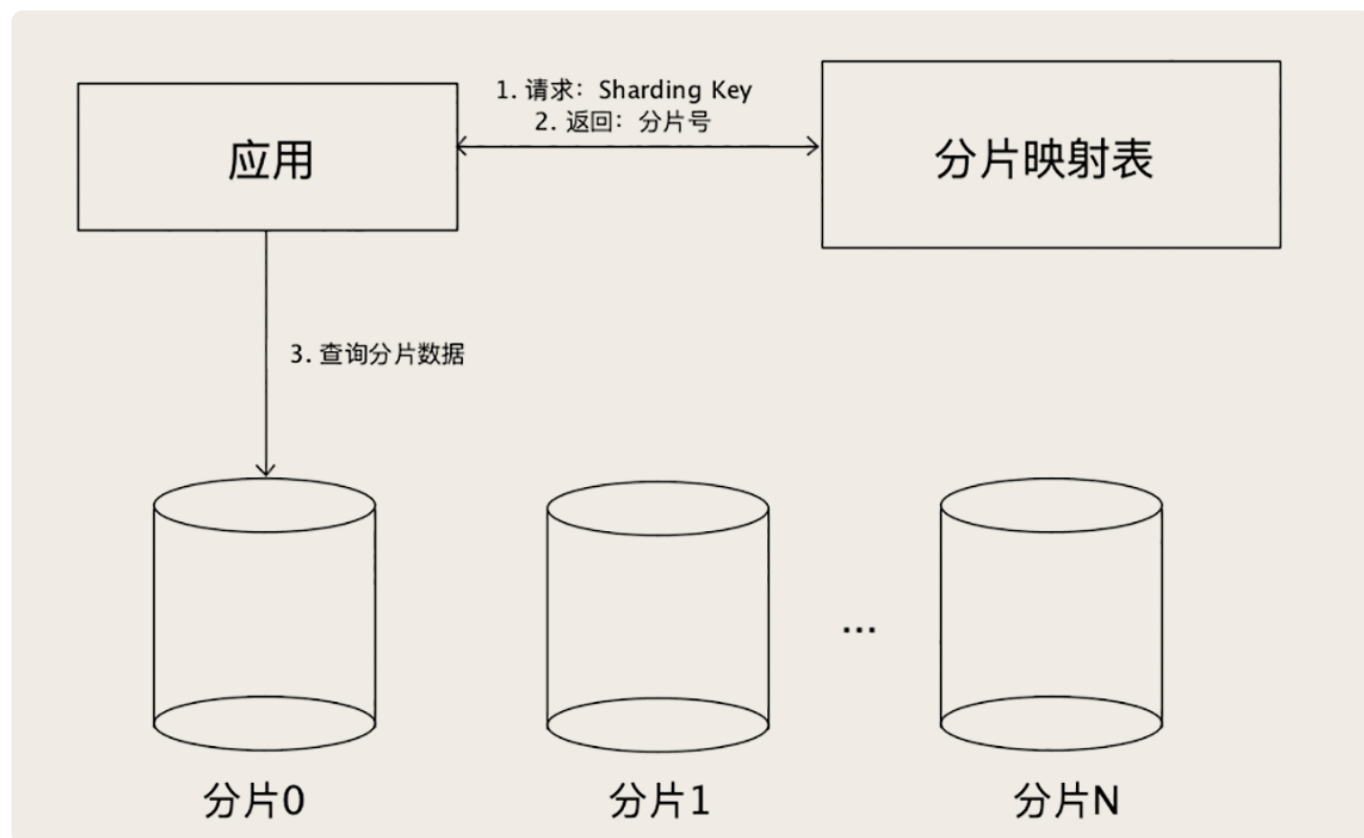 1. 请求：Sharding Key
2. 返回：分片号
应用
分片映射表
3. 查询分片数据
...
分片0
分片1
分片N